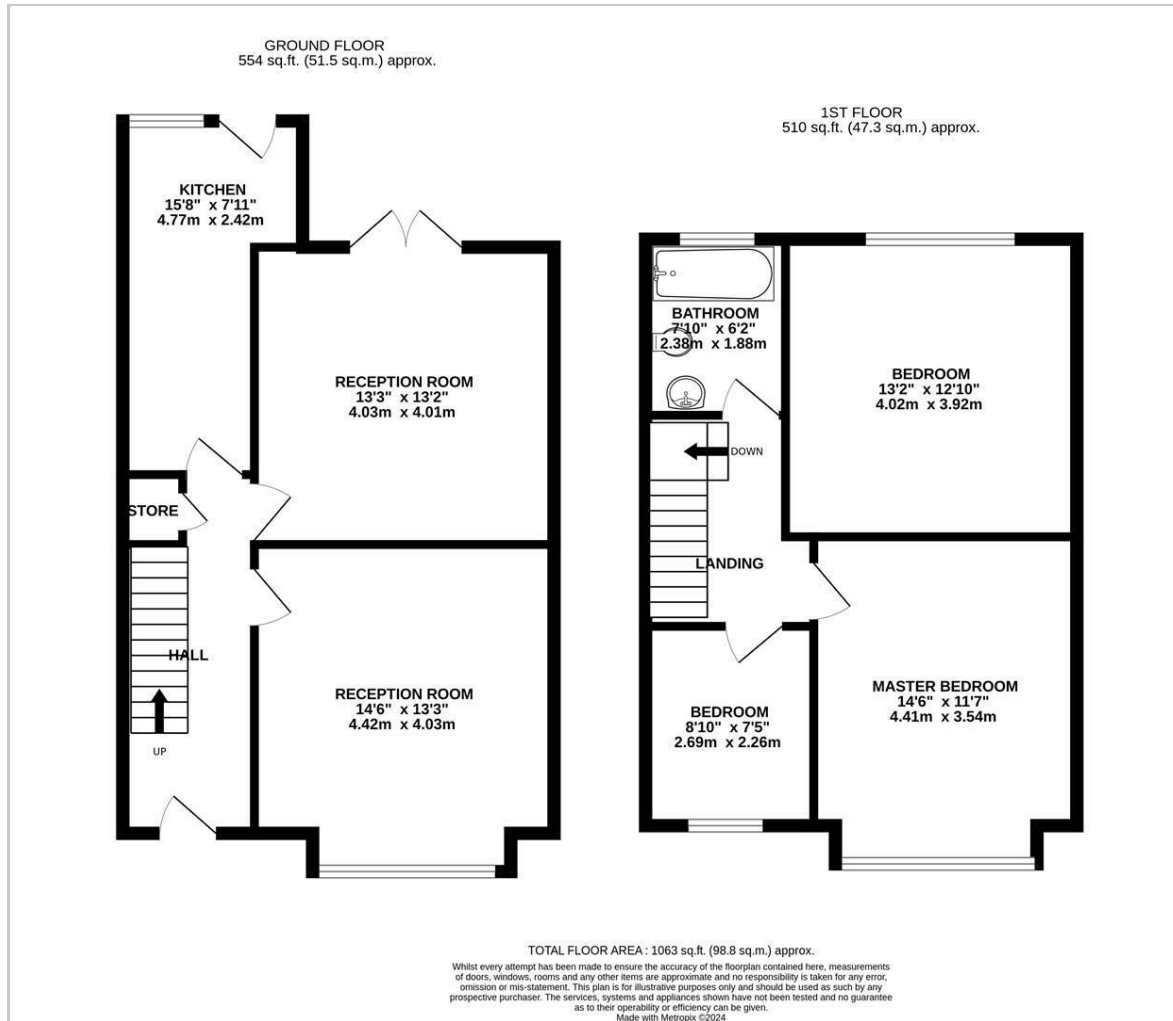 GROUND FLOOR
554 sq.ft. (51.5 sq.m.) approx.
1ST FLOOR
510 sq.ft. (47.3 sq.m.) approx.
KITCHEN
15'8" x 7'11"
4.77m x 2.42m
RECEPTION ROOM
13'3" x 13'2"
4.03m x 4.01m
STORE
HALL
UP
RECEPTION ROOM
14'6" x 13'3"
4.42m x 4.03m
BATHROOM
7'10" x 6'2"
2.38m x 1.88m
BEDROOM
13'2" x 12'10"
4.02m x 3.92m
DOWN
LANDING
BEDROOM
8'10" x 7'5"
2.69m x 2.26m
MASTER BEDROOM
14'6" x 11'7"
4.41m x 3.54m
TOTAL FLOOR AREA : 1063 sq.ft. (98.8 sq.m.) approx.
Whilst every attempt has been made to ensure the accuracy of the floorplan contained here, measurements
of doors, windows, rooms and any other items are approximate and no responsibility is taken for any error,
omission or mis-statement. This plan is for illustrative purposes only and should be used as such by any
prospective purchaser. The services, systems and appliances shown have not been tested and no guarantee
as to their operability or efficiency can be given.
Made with Metropix ©2024